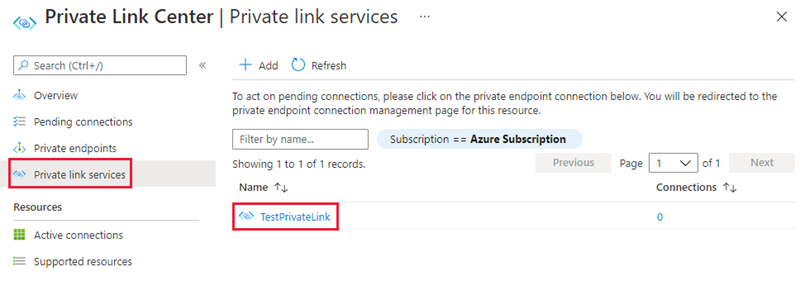 Private Link Center | Private link services ...
Search (Ctrl+/)
Overview
Pending connections
Private endpoints
Private link services
Resources
Active connections
Supported resources
Add Refresh
To act on pending connections, please click on the private endpoint connection below. You will be redirected to the
private endpoint connection management page for this resource.
Filter by name... Subscription == Azure Subscription
Showing 1 to 1 of 1 records. Previous Page 1 of 1 Next
Name ↑↓ Connections ↑↓
TestPrivateLink 0